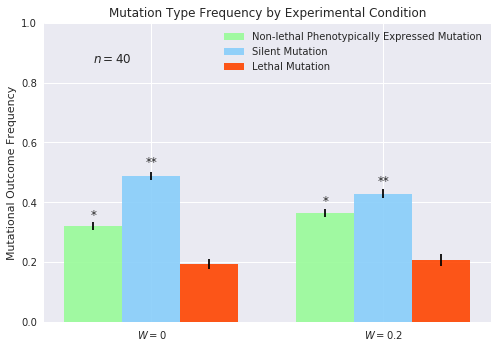 Mutation Type Frequency by Experimental Condition
1.0
0.8
0.6
0.4
0.2
0.0
Mutational Outcome Frequency
n = 40
Non-lethal Phenotypically Expressed Mutation
Silent Mutation
Lethal Mutation
*
**
*
**
W = 0
W = 0.2